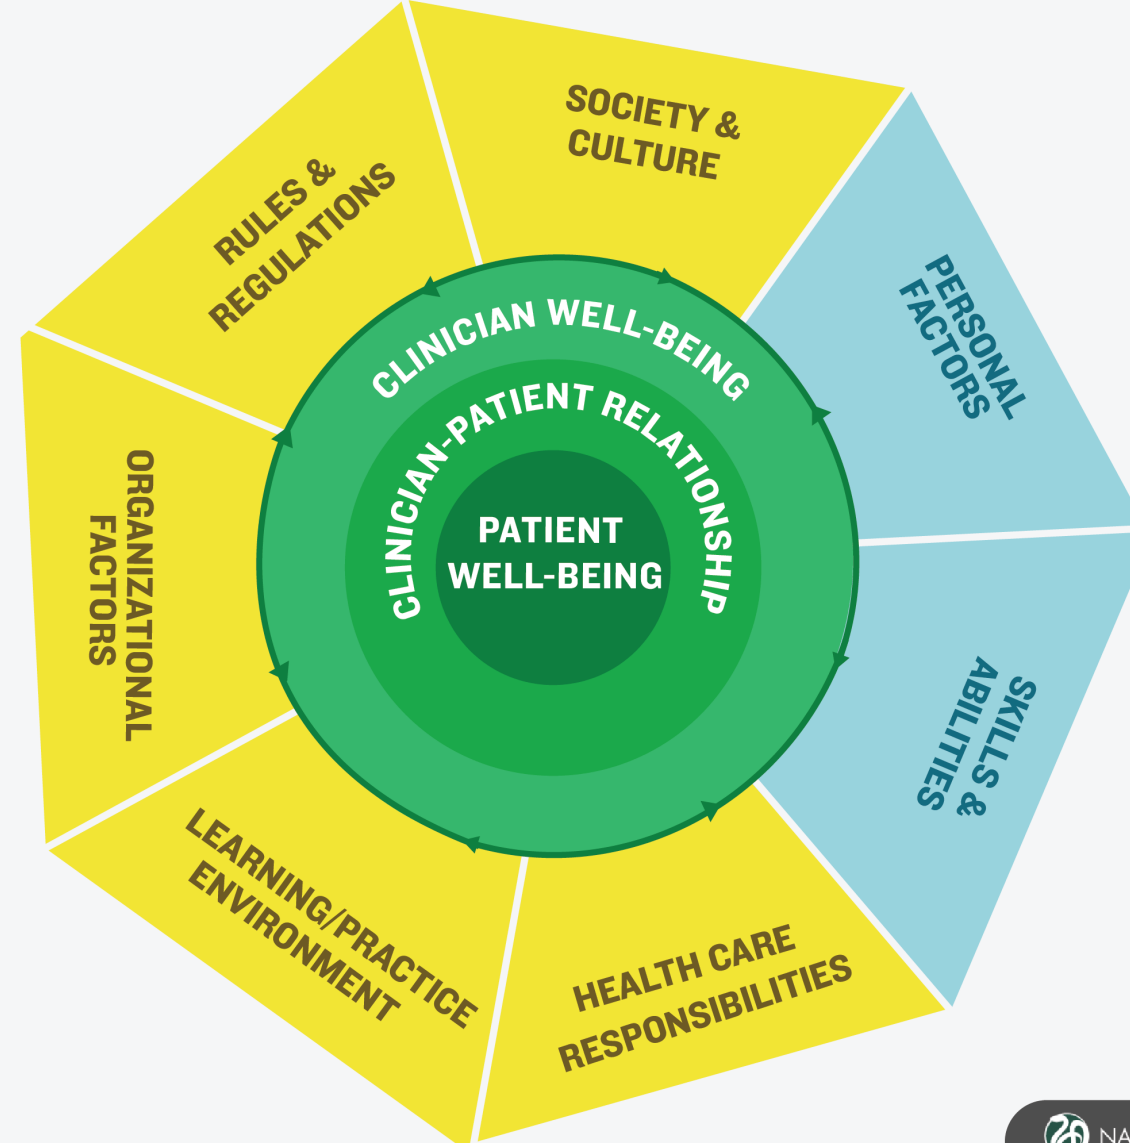 SOCIETY &
CULTURE
RULES &
REGULATIONS
PERSONAL
FACTORS
CLINICIAN WELL-BEING
CLINICIAN-PATIENT RELATIONSHIP
PATIENT
WELL-BEING
ORGANIZATIONAL
FACTORS
SKILLS &
ABILITIES
LEARNING/PRACTICE
ENVIRONMENT
HEALTH CARE
RESPONSIBILITIES
NA